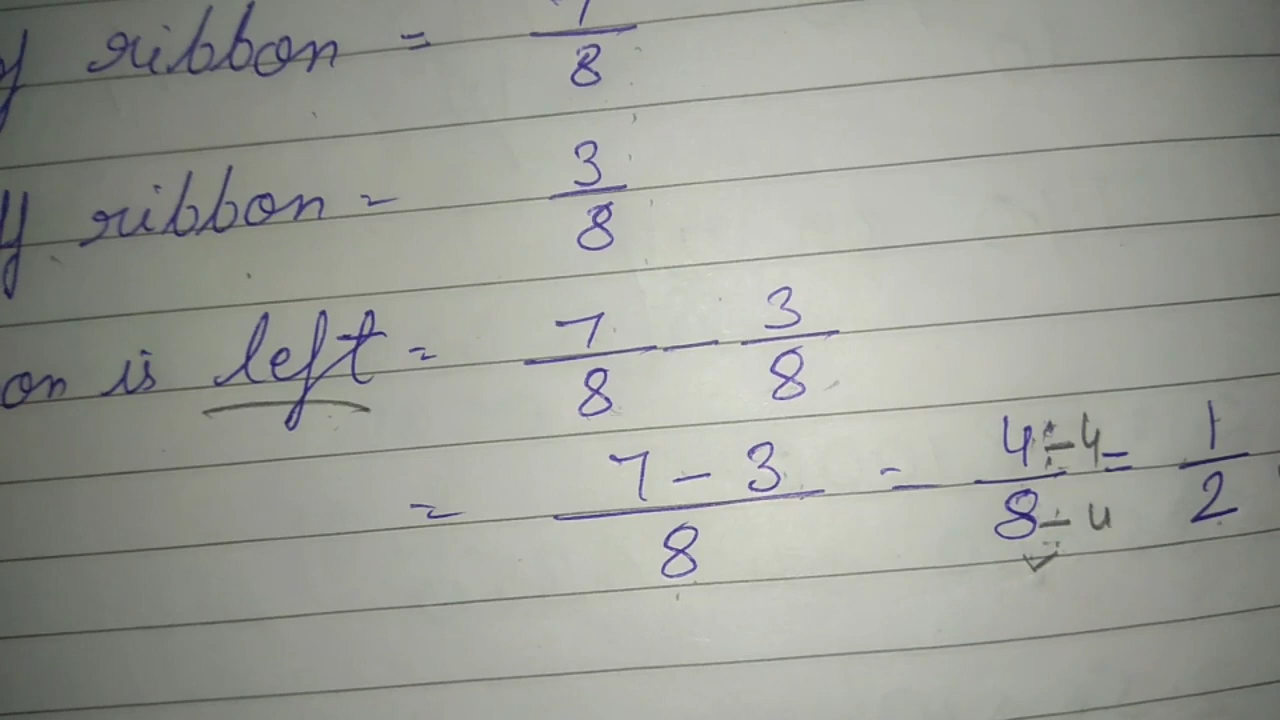 ribbon = 7/8
ribbon = 3/8
on is left = 7/8 - 3/8
= 7 - 3 / 8 = 4÷4 / 8÷4 = 1/2